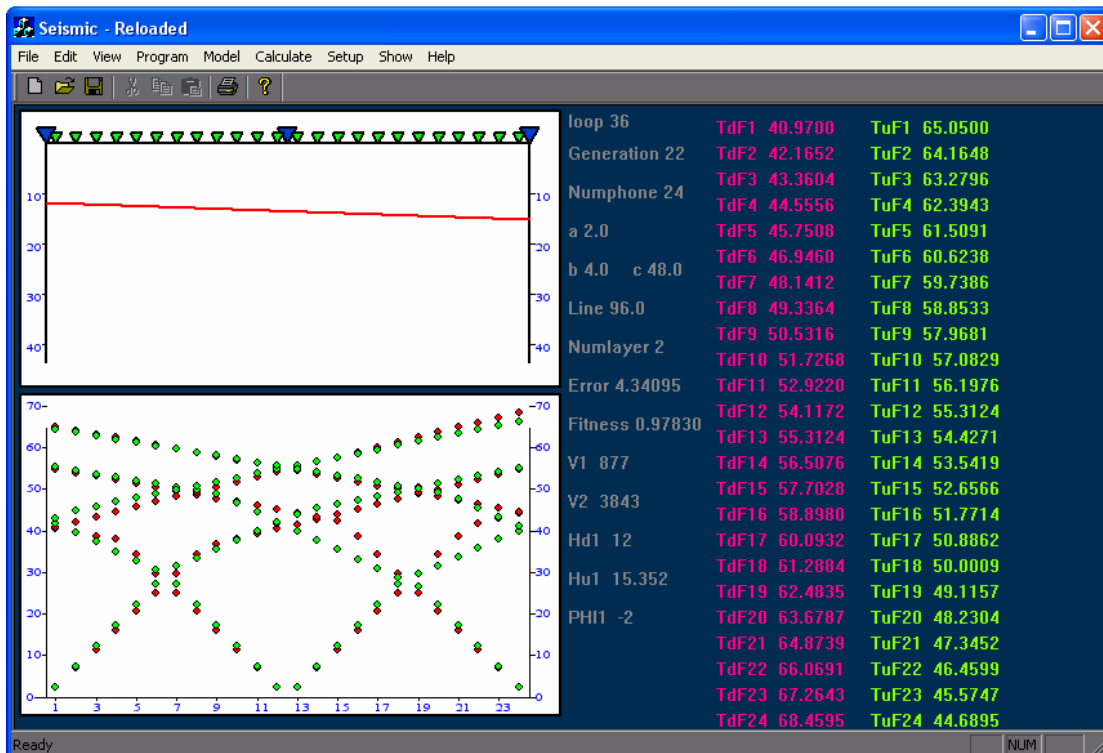 Seismic - Reloaded
File Edit View Program Model Calculate Setup Show Help
10 10
20 20
30 30
40 40
70 70
60 60
50 50
40 40
30 30
20 20
10 10
0 0
1 3 5 7 9 11 13 15 17 19 21 23
loop 36
Generation 22
Numphone 24
a 2.0
b 4.0 c 48.0
Line 96.0
Numlayer 2
Error 4.34095
Fitness 0.97830
V1 877
V2 3843
Hd1 12
Hu1 15.352
PHI1 -2
TdF1 40.9700 TuF1 65.0500
TdF2 42.1652 TuF2 64.1648
TdF3 43.3604 TuF3 63.2796
TdF4 44.5556 TuF4 62.3943
TdF5 45.7508 TuF5 61.5091
TdF6 46.9460 TuF6 60.6238
TdF7 48.1412 TuF7 59.7386
TdF8 49.3364 TuF8 58.8533
TdF9 50.5316 TuF9 57.9681
TdF10 51.7268 TuF10 57.0829
TdF11 52.9220 TuF11 56.1976
TdF12 54.1172 TuF12 55.3124
TdF13 55.3124 TuF13 54.4271
TdF14 56.5076 TuF14 53.5419
TdF15 57.7028 TuF15 52.6566
TdF16 58.8980 TuF16 51.7714
TdF17 60.0932 TuF17 50.8862
TdF18 61.2884 TuF18 50.0009
TdF19 62.4835 TuF19 49.1157
TdF20 63.6787 TuF20 48.2304
TdF21 64.8739 TuF21 47.3452
TdF22 66.0691 TuF22 46.4599
TdF23 67.2643 TuF23 45.5747
TdF24 68.4595 TuF24 44.6895
Ready NUM